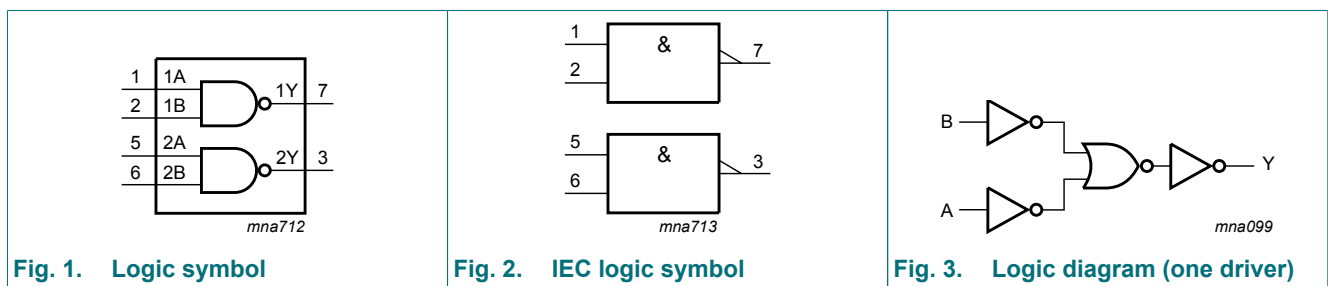 1 1A 1Y 7
2 1B
5 2A 2Y 3
6 2B
mna712
Fig. 1. Logic symbol
1 & 7
2
5 & 3
6
mna713
Fig. 2. IEC logic symbol
B
Y
A
mna099
Fig. 3. Logic diagram (one driver)